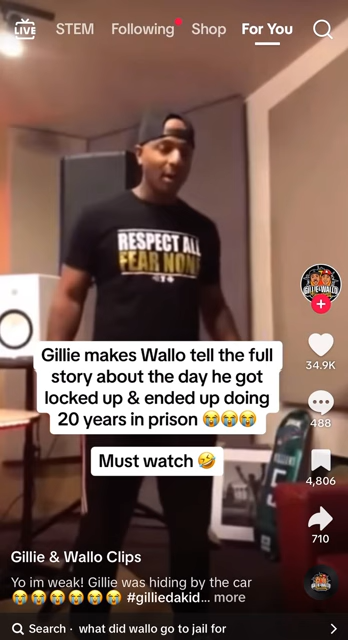 LIVE STEM Following Shop For You
RESPECT ALL
FEAR NON
Gillie makes Wallo tell the full
story about the day he got
locked up & ended up doing
20 years in prison 😭😭😭
Must watch 🤣
GILLIE & WALLO
34.9K
488
4,806
710
Gillie & Wallo Clips
Yo im weak! Gillie was hiding by the car
😭😭😭😭😭😭 #gilliedakid... more
Search · what did wallo go to jail for